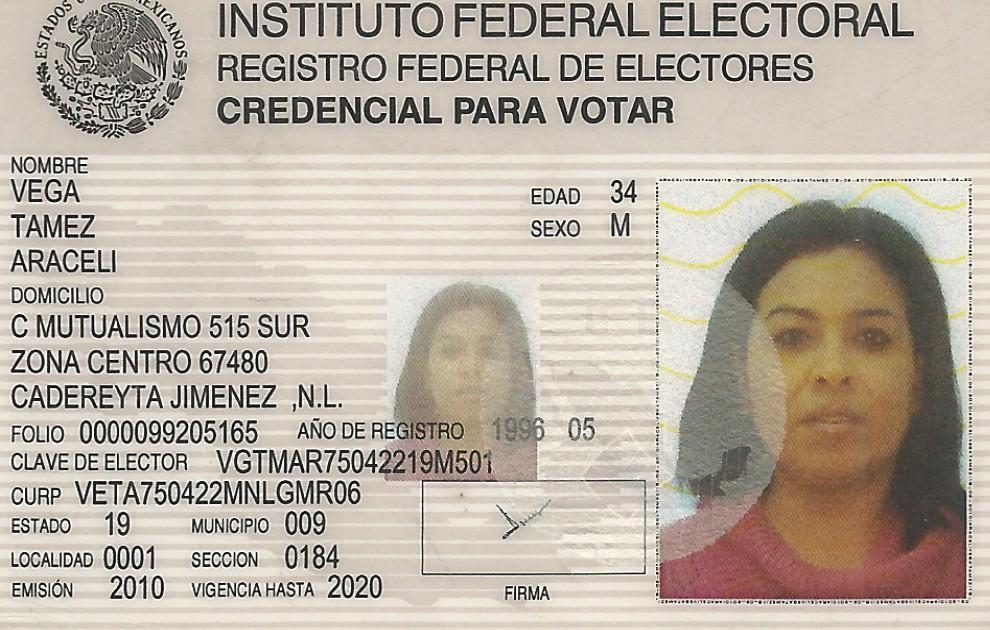 ESTADOS UNIDOS MEXICANOS
INSTITUTO FEDERAL ELECTORAL
REGISTRO FEDERAL DE ELECTORES
CREDENCIAL PARA VOTAR
NOMBRE
VEGA
TAMEZ
ARACELI
EDAD 34
SEXO M
DOMICILIO
C MUTUALISMO 515 SUR
ZONA CENTRO 67480
CADEREYTA JIMENEZ ,N.L.
FOLIO 0000099205165 AÑO DE REGISTRO 1996 05
CLAVE DE ELECTOR VGTMAR75042219M501
CURP VETA750422MNLGMR06
ESTADO 19 MUNICIPIO 009
LOCALIDAD 0001 SECCION 0184
EMISIÓN 2010 VIGENCIA HASTA 2020
FIRMA